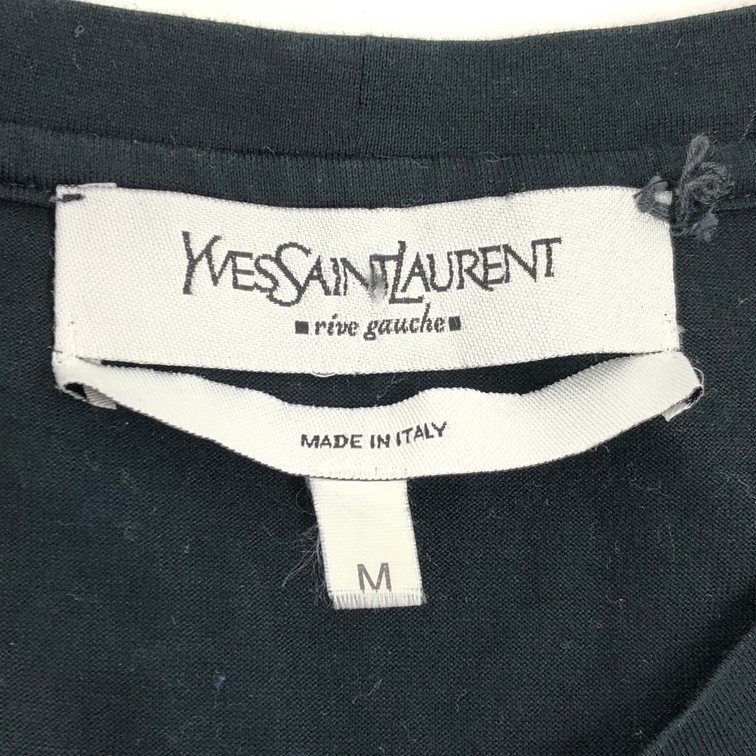 YVESSAINTLAURENT
rive gauche
MADE IN ITALY
M